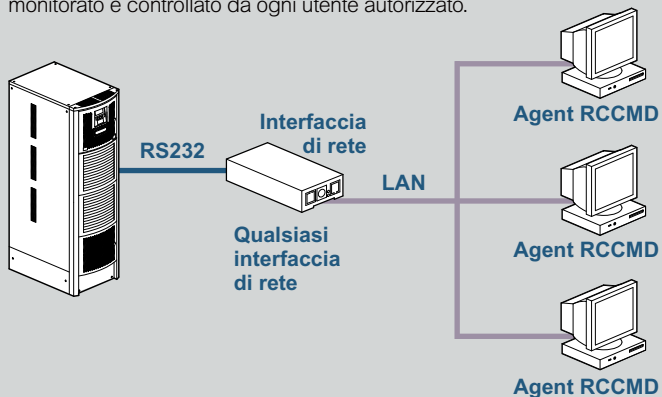 monitorato e controllato da ogni utente autorizzato.
Interfaccia
di rete
RS232
LAN
Qualsiasi
interfaccia
di rete
Agent RCCMD
Agent RCCMD
Agent RCCMD